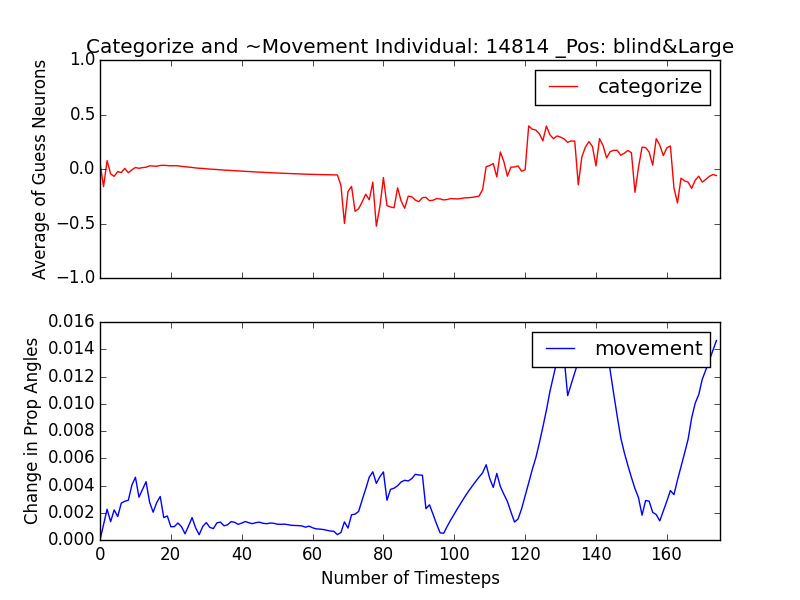 Categorize and ~Movement Individual: 14814 _Pos: blind&Large
1.0
0.5
0.0
−0.5
−1.0
Average of Guess Neurons
categorize
0.016
0.014
0.012
0.010
0.008
0.006
0.004
0.002
0.000
Change in Prop Angles
movement
0 20 40 60 80 100 120 140 160
Number of Timesteps